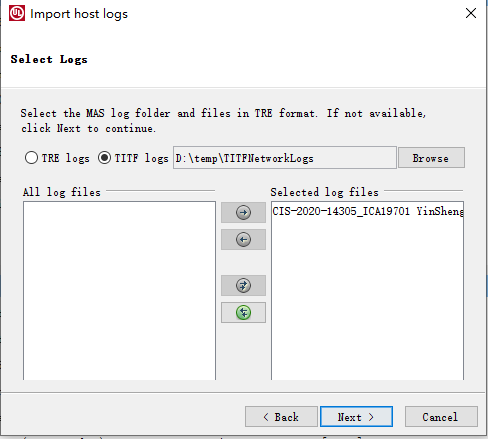 UL Import host logs
Select Logs
Select the MAS log folder and files in TRE format. If not available,
click Next to continue.
TRE logs TITF logs D:\temp\TITFNetworkLogs Browse
All log files Selected log files
CIS-2020-14305_ICA19701 YinSheng
< Back Next > Cancel